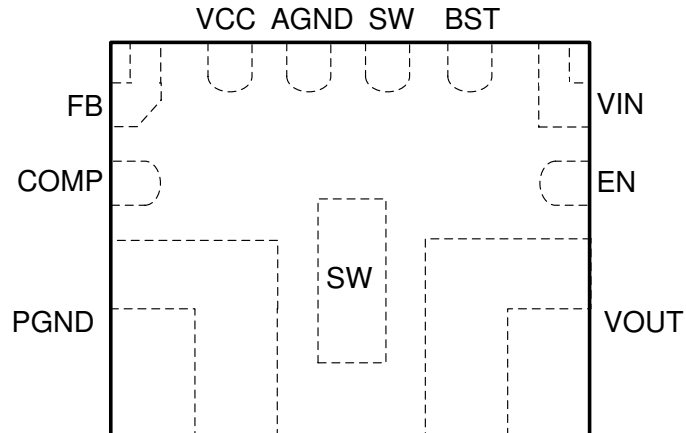 VCC AGND SW BST
FB
VIN
COMP
EN
SW
PGND
VOUT